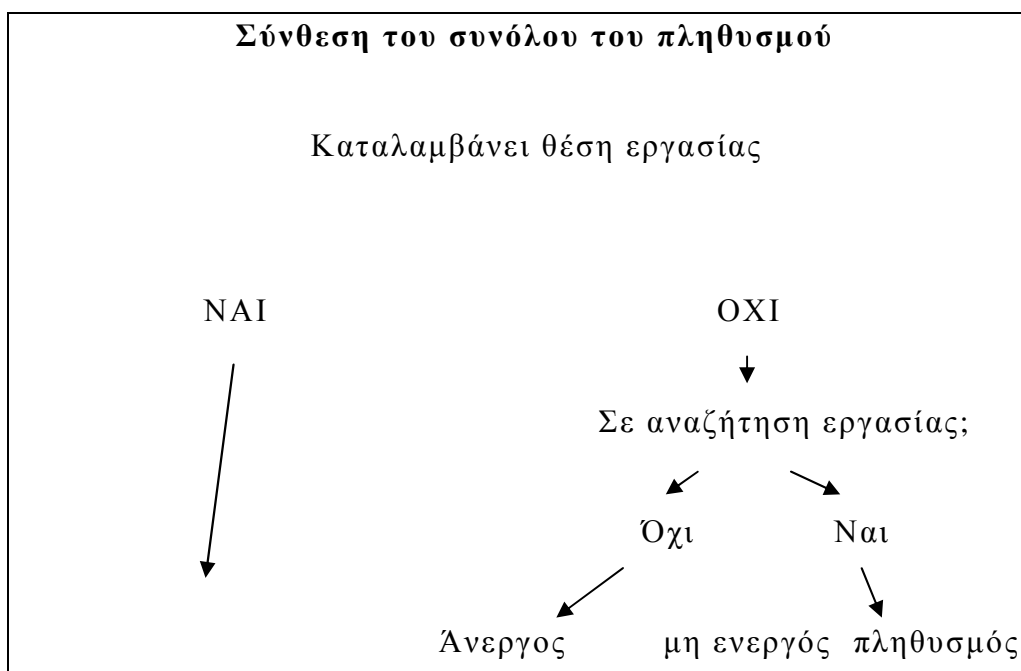 Σύνθεση του συνόλου του πληθυσμού
Καταλαμβάνει θέση εργασίας
ΝΑΙ ΟΧΙ
Σε αναζήτηση εργασίας;
Όχι Ναι
Άνεργος μη ενεργός πληθυσμός